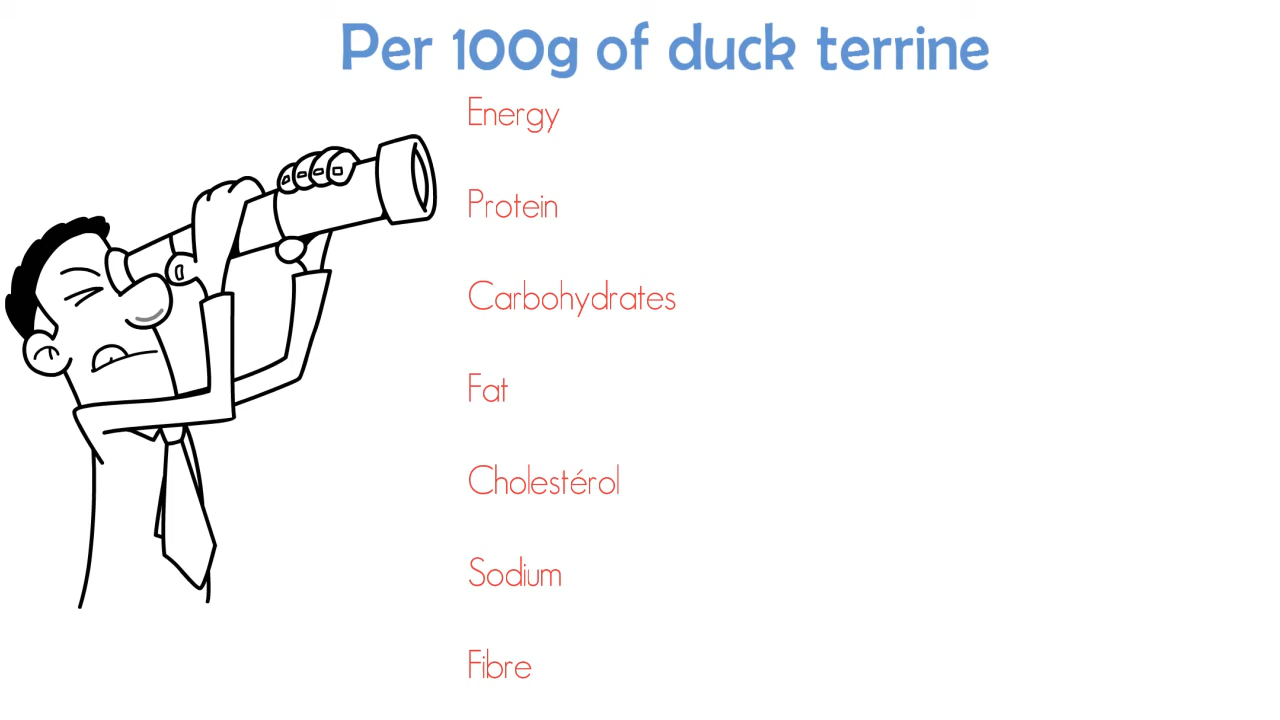 Per 100g of duck terrine
Energy
Protein
Carbohydrates
Fat
Cholestérol
Sodium
Fibre